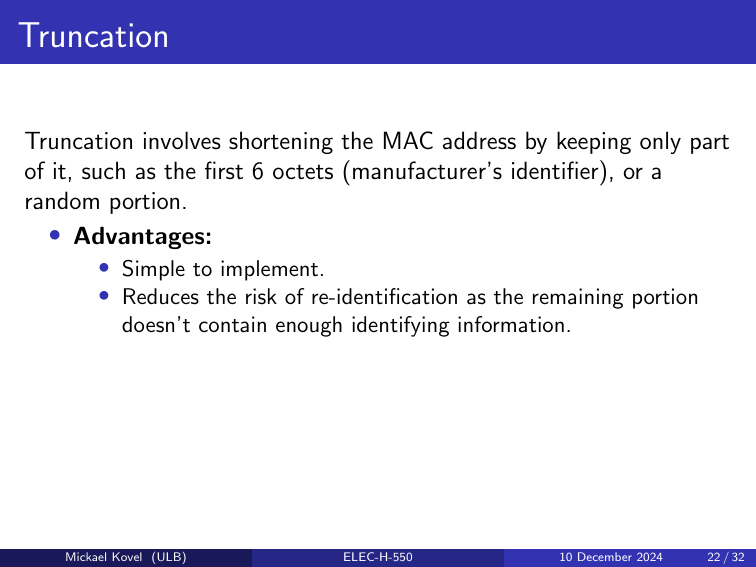 Truncation
Truncation involves shortening the MAC address by keeping only part
of it, such as the first 6 octets (manufacturer's identifier), or a
random portion.
• Advantages:
• Simple to implement.
• Reduces the risk of re-identification as the remaining portion
doesn't contain enough identifying information.
Mickael Kovel (ULB) ELEC-H-550 10 December 2024 22 / 32